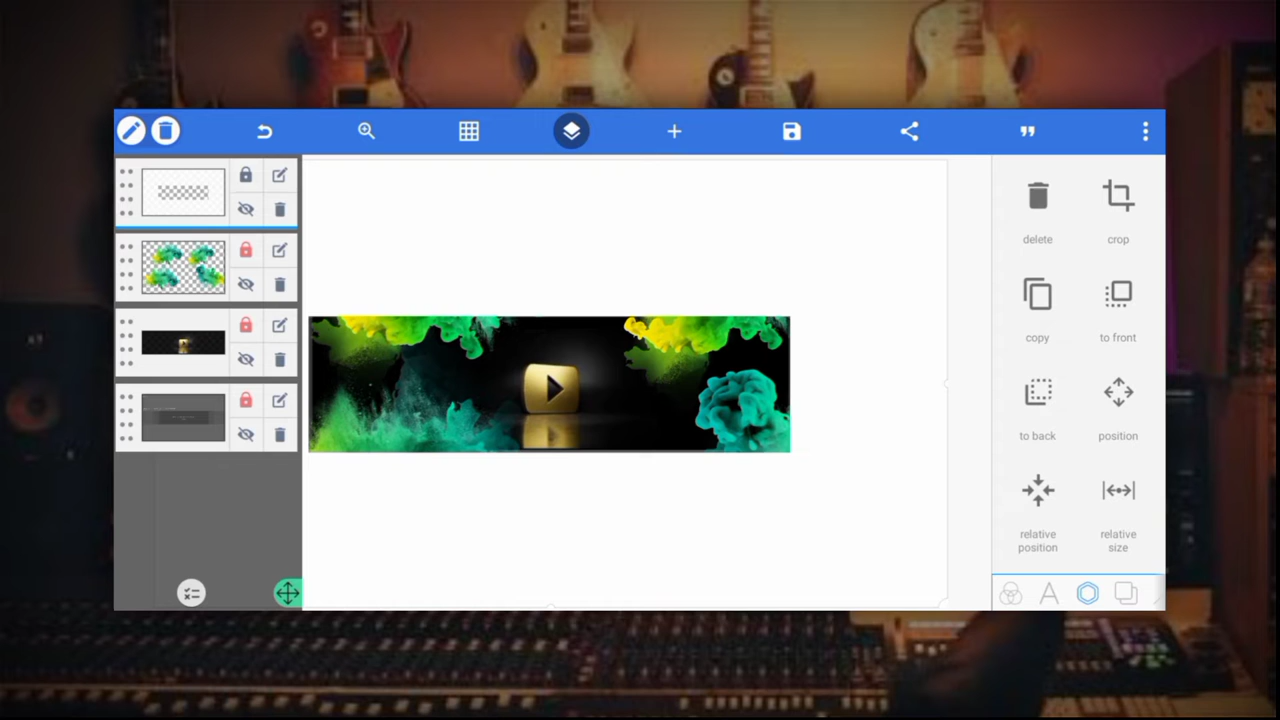 delete
crop
copy
to front
to back
position
relative
position
relative
size